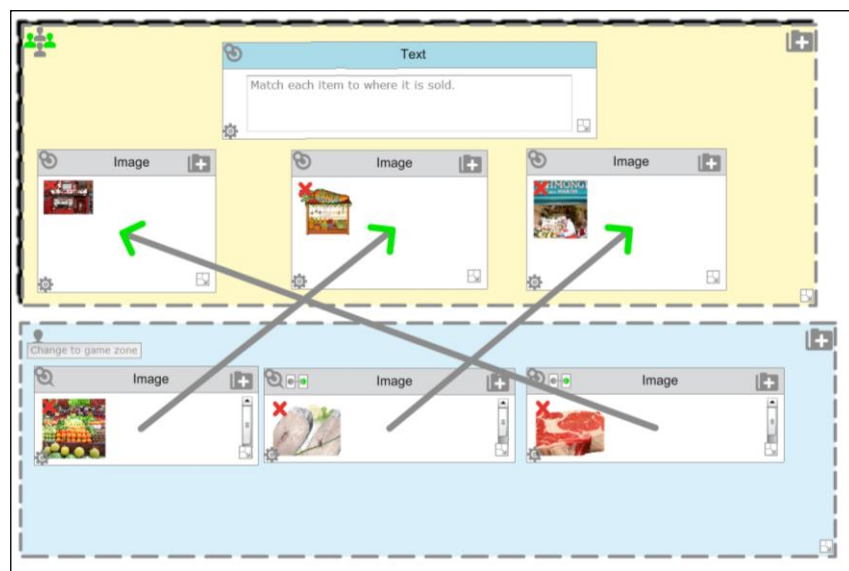 Text
Match each item to where it is sold.
Image
Image
Image
Change to game zone
Image
Image
Image